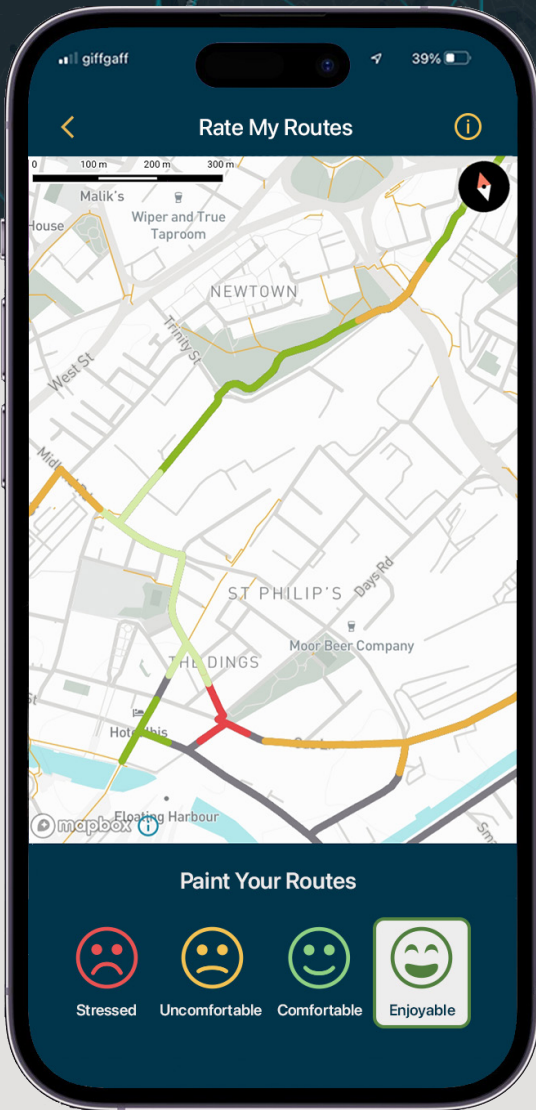 giffgaff
39%
Rate My Routes
0
100 m
200 m
300 m
Malik's
House
Wiper and True
Taproom
NEWTOWN
Trinity St
West St
ST PHILIP'S
Days Rd
Moor Beer Company
THE DINGS
St
Floating Harbour
mapbox
Paint Your Routes
Stressed
Uncomfortable
Comfortable
Enjoyable